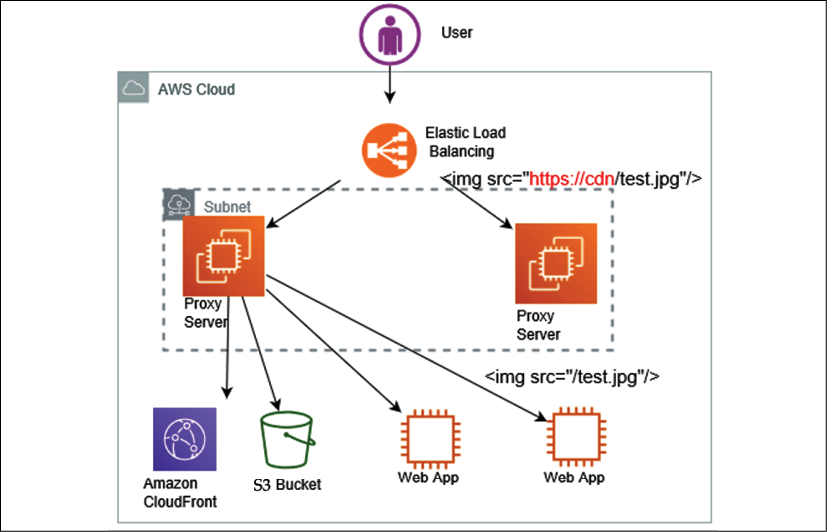 User
AWS Cloud
Elastic Load
Balancing
<img src="https://cdn/test.jpg"/>
Subnet
Proxy
Server
Proxy
Server
<img src="/test.jpg"/>
Amazon
CloudFront
S3 Bucket
Web App
Web App